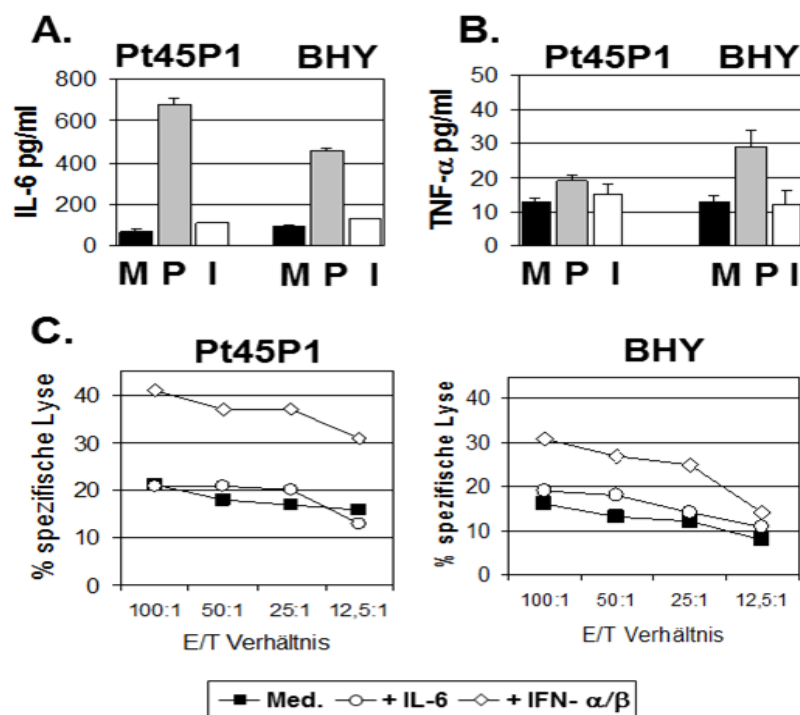 A.
Pt45P1 BHY
IL-6 pg/ml
800
600
400
200
0
M P I M P I
B.
Pt45P1 BHY
TNF-α pg/ml
50
40
30
20
10
0
M P I M P I
C.
Pt45P1
% spezifische Lyse
40
30
20
10
0
100:1 50:1 25:1 12,5:1
E/T Verhältnis
BHY
% spezifische Lyse
40
30
20
10
0
100:1 50:1 25:1 12,5:1
E/T Verhältnis
Med. + IL-6 + IFN- α/β